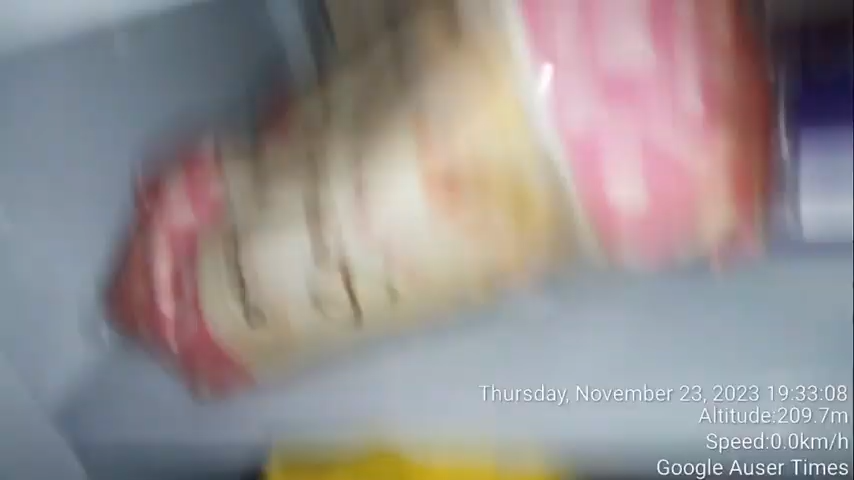 Thursday, November 23, 2023 19:33:08
Altitude:209.7m
Speed:0.0km/h
Google Auser Times